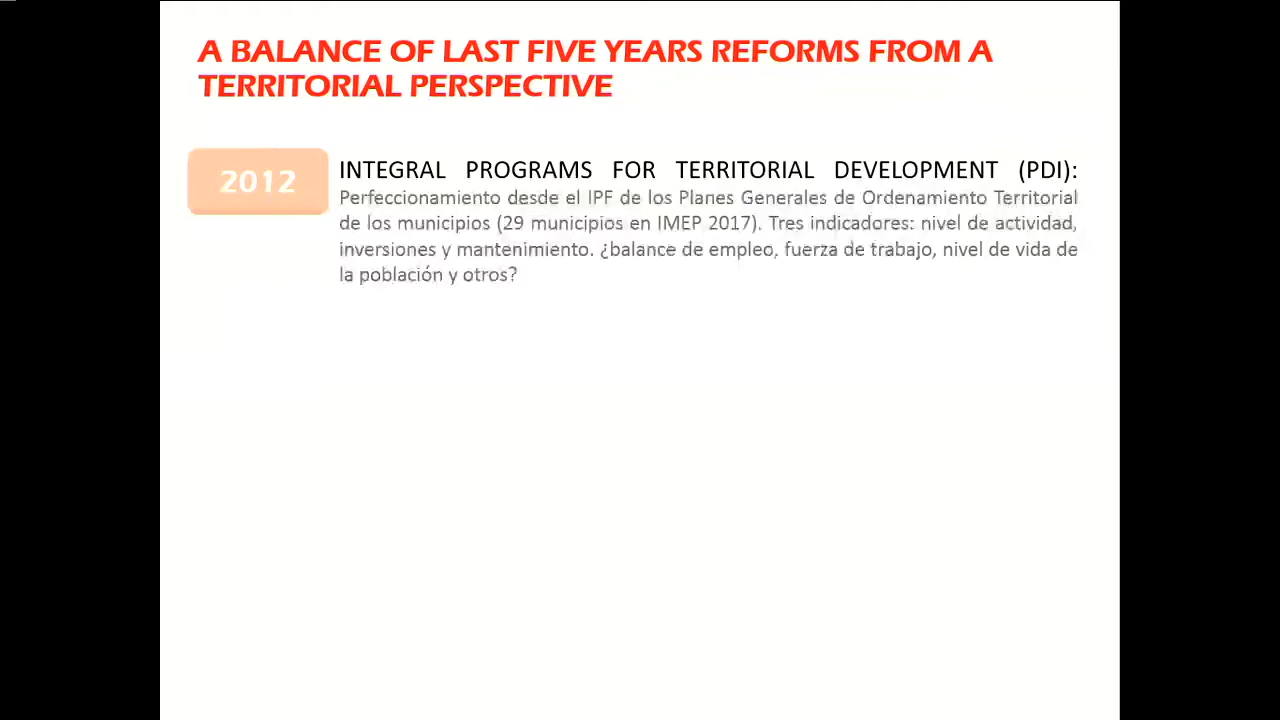 A BALANCE OF LAST FIVE YEARS REFORMS FROM A
TERRITORIAL PERSPECTIVE
2012
INTEGRAL PROGRAMS FOR TERRITORIAL DEVELOPMENT (PDI):
Perfeccionamiento desde el IPF de los Planes Generales de Ordenamiento Territorial
de los municipios (29 municipios en IMEP 2017). Tres indicadores: nivel de actividad,
inversiones y mantenimiento. ¿balance de empleo, fuerza de trabajo, nivel de vida de
la población y otros?